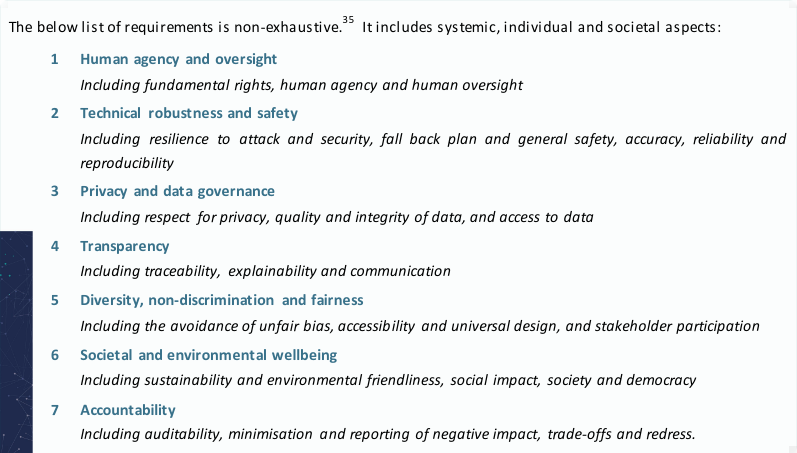 The below list of requirements is non-exhaustive.35 It includes systemic, individual and societal aspects:
1 Human agency and oversight
Including fundamental rights, human agency and human oversight
2 Technical robustness and safety
Including resilience to attack and security, fall back plan and general safety, accuracy, reliability and
reproducibility
3 Privacy and data governance
Including respect for privacy, quality and integrity of data, and access to data
4 Transparency
Including traceability, explainability and communication
5 Diversity, non-discrimination and fairness
Including the avoidance of unfair bias, accessibility and universal design, and stakeholder participation
6 Societal and environmental wellbeing
Including sustainability and environmental friendliness, social impact, society and democracy
7 Accountability
Including auditability, minimisation and reporting of negative impact, trade-offs and redress.